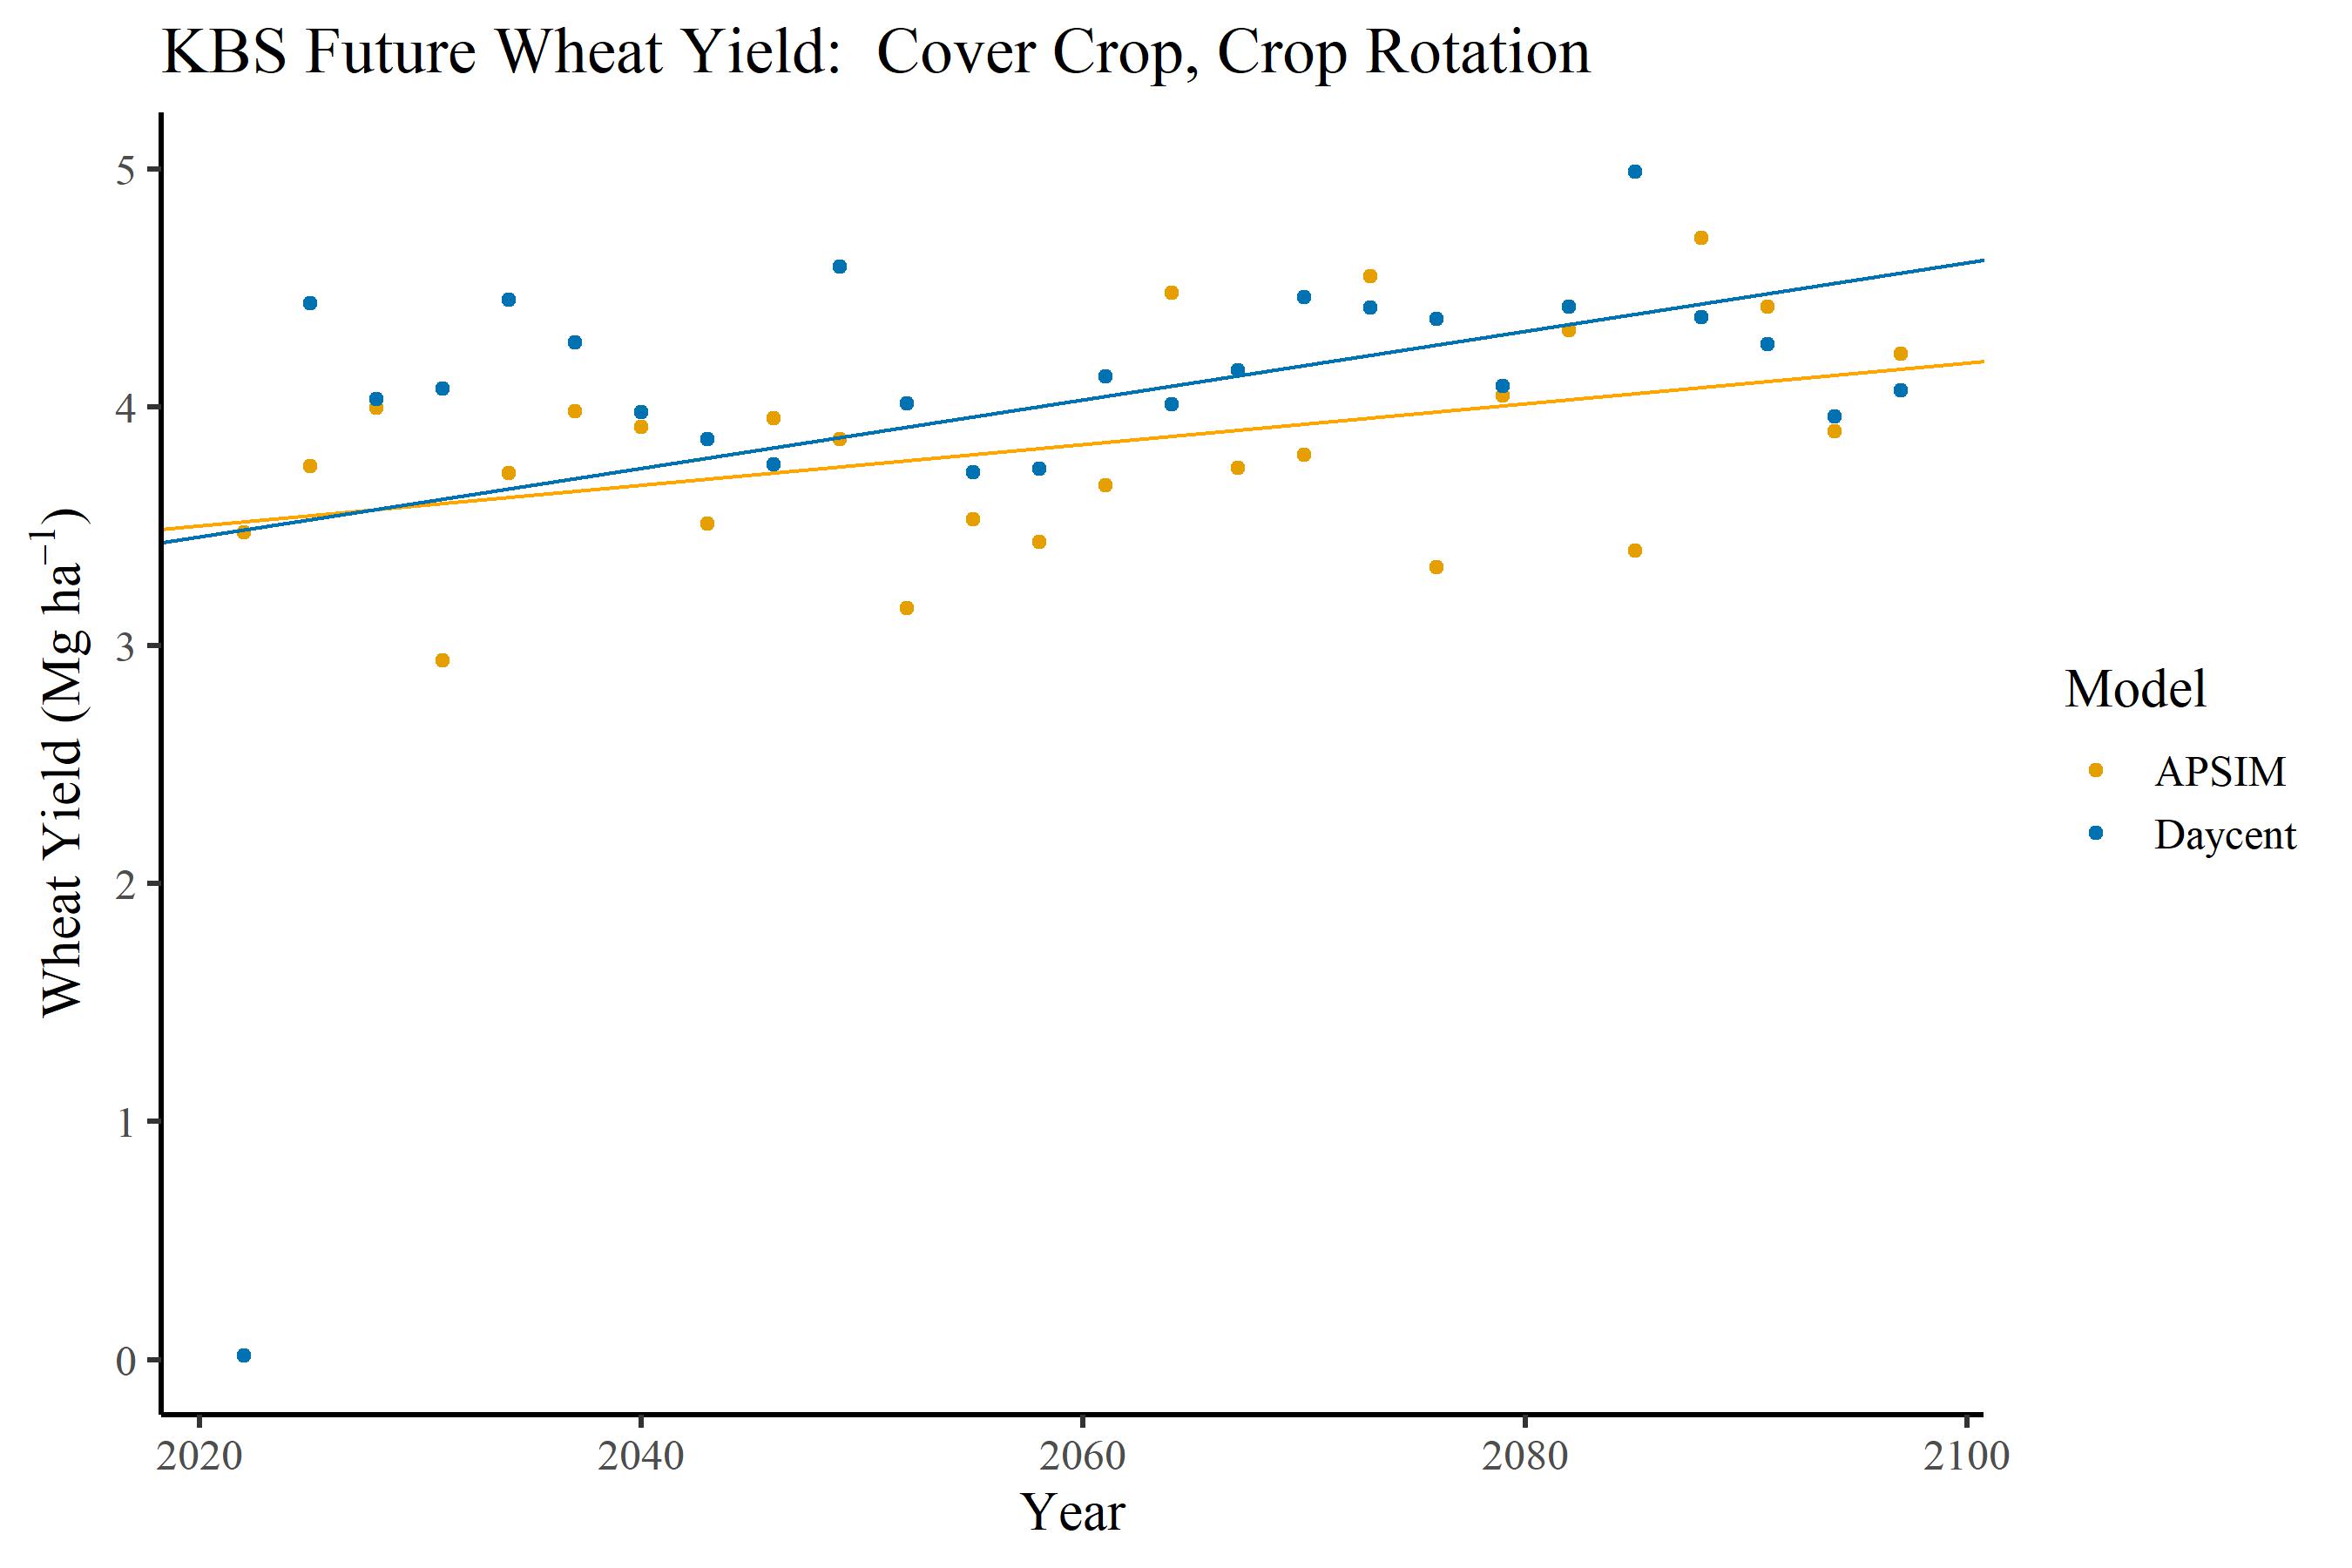 KBS Future Wheat Yield:  Cover Crop, Crop Rotation
Wheat Yield (Mg ha⁻¹)
5
4
3
2
1
0
2020 2040 2060 2080 2100
Year
Model
APSIM
Daycent